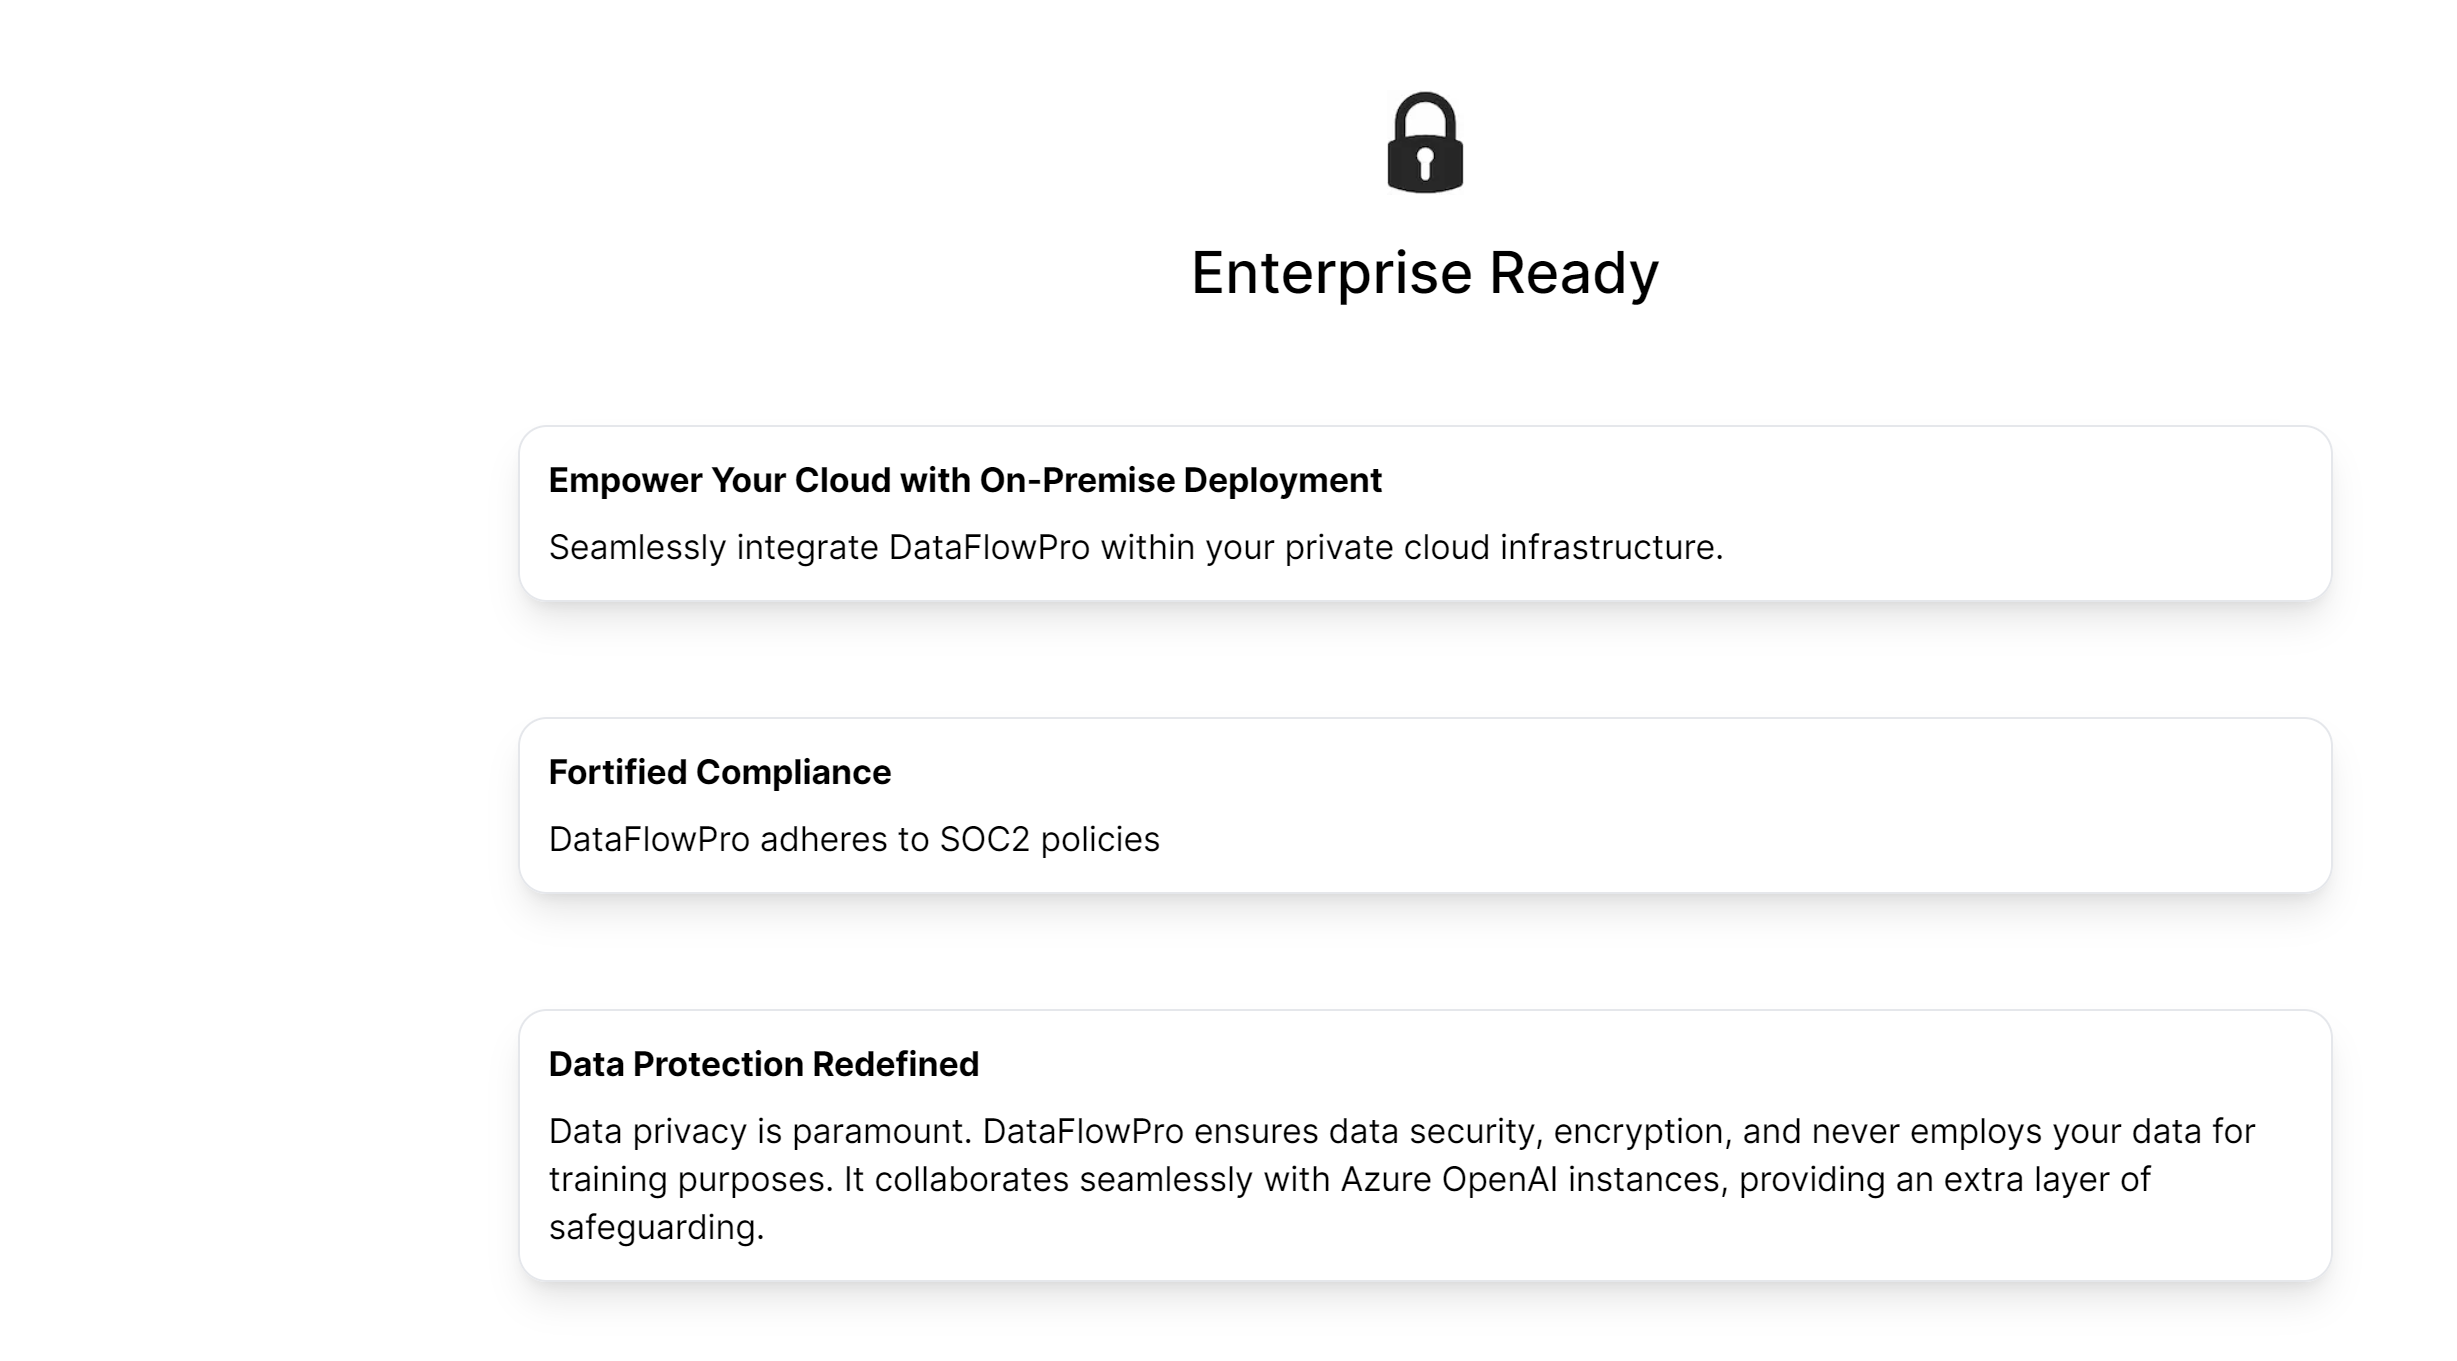 Enterprise Ready
Empower Your Cloud with On-Premise Deployment
Seamlessly integrate DataFlowPro within your private cloud infrastructure.
Fortified Compliance
DataFlowPro adheres to SOC2 policies
Data Protection Redefined
Data privacy is paramount. DataFlowPro ensures data security, encryption, and never employs your data for
training purposes. It collaborates seamlessly with Azure OpenAI instances, providing an extra layer of
safeguarding.